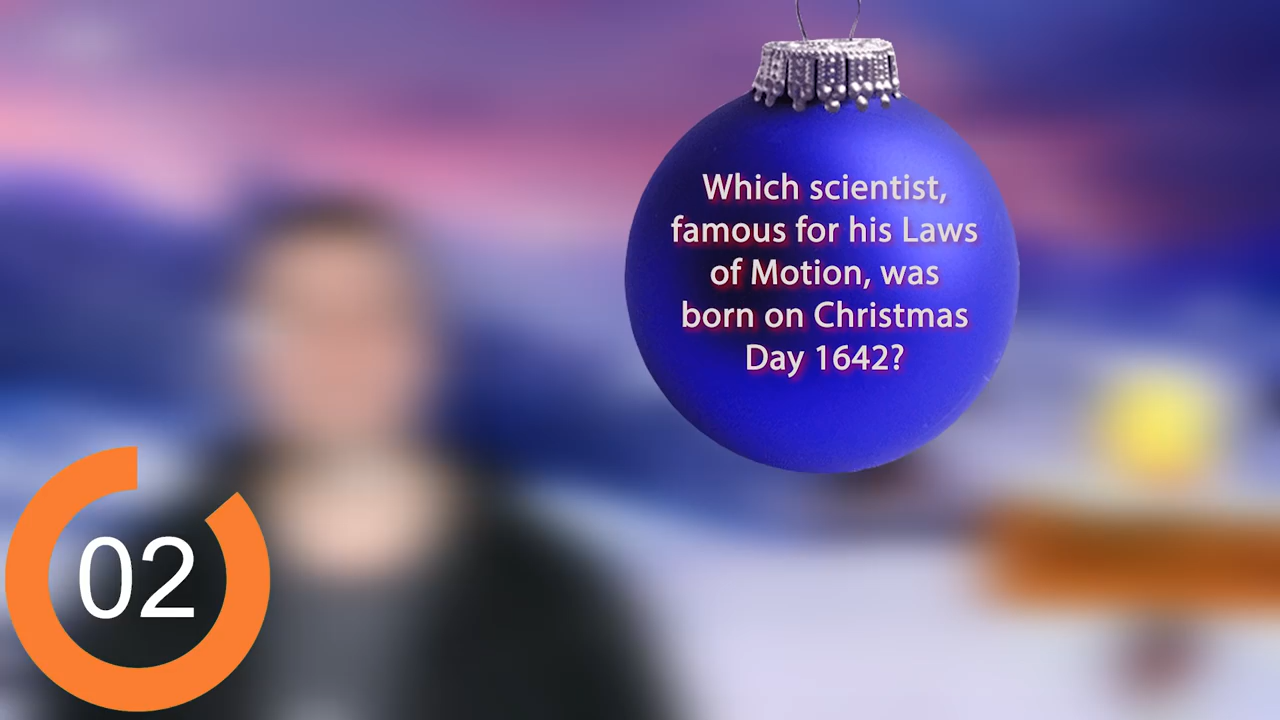 Which scientist,
famous for his Laws
of Motion, was
born on Christmas
Day 1642?
02